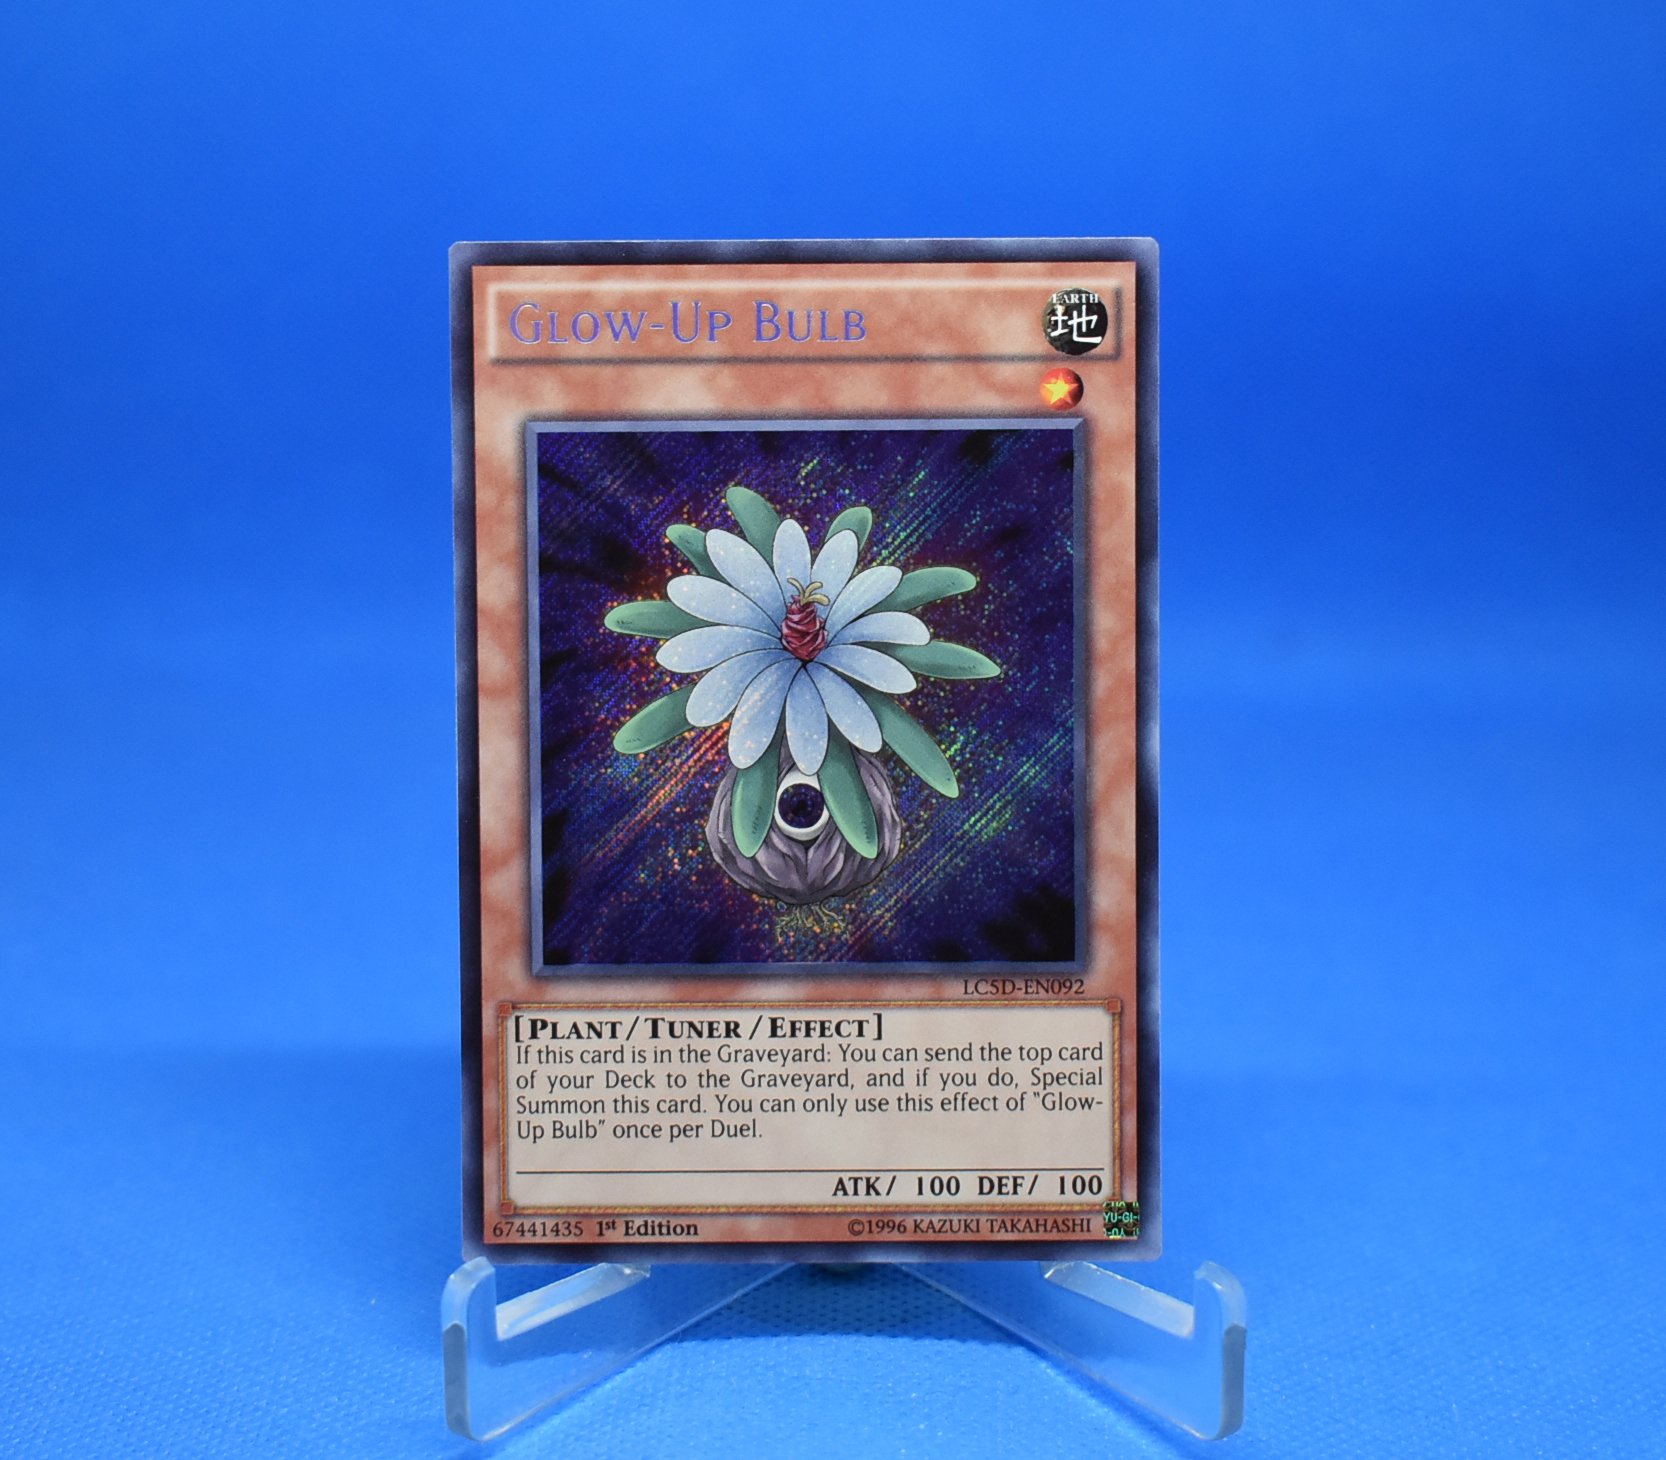 Glow-Up Bulb
EARTH
地
LC5D-EN092
[Plant/Tuner/Effect]
If this card is in the Graveyard: You can send the top card
of your Deck to the Graveyard, and if you do, Special
Summon this card. You can only use this effect of "Glow-
Up Bulb" once per Duel.
ATK/ 100 DEF/ 100
67441435 1st Edition
©1996 KAZUKI TAKAHASHI
YU-GI-